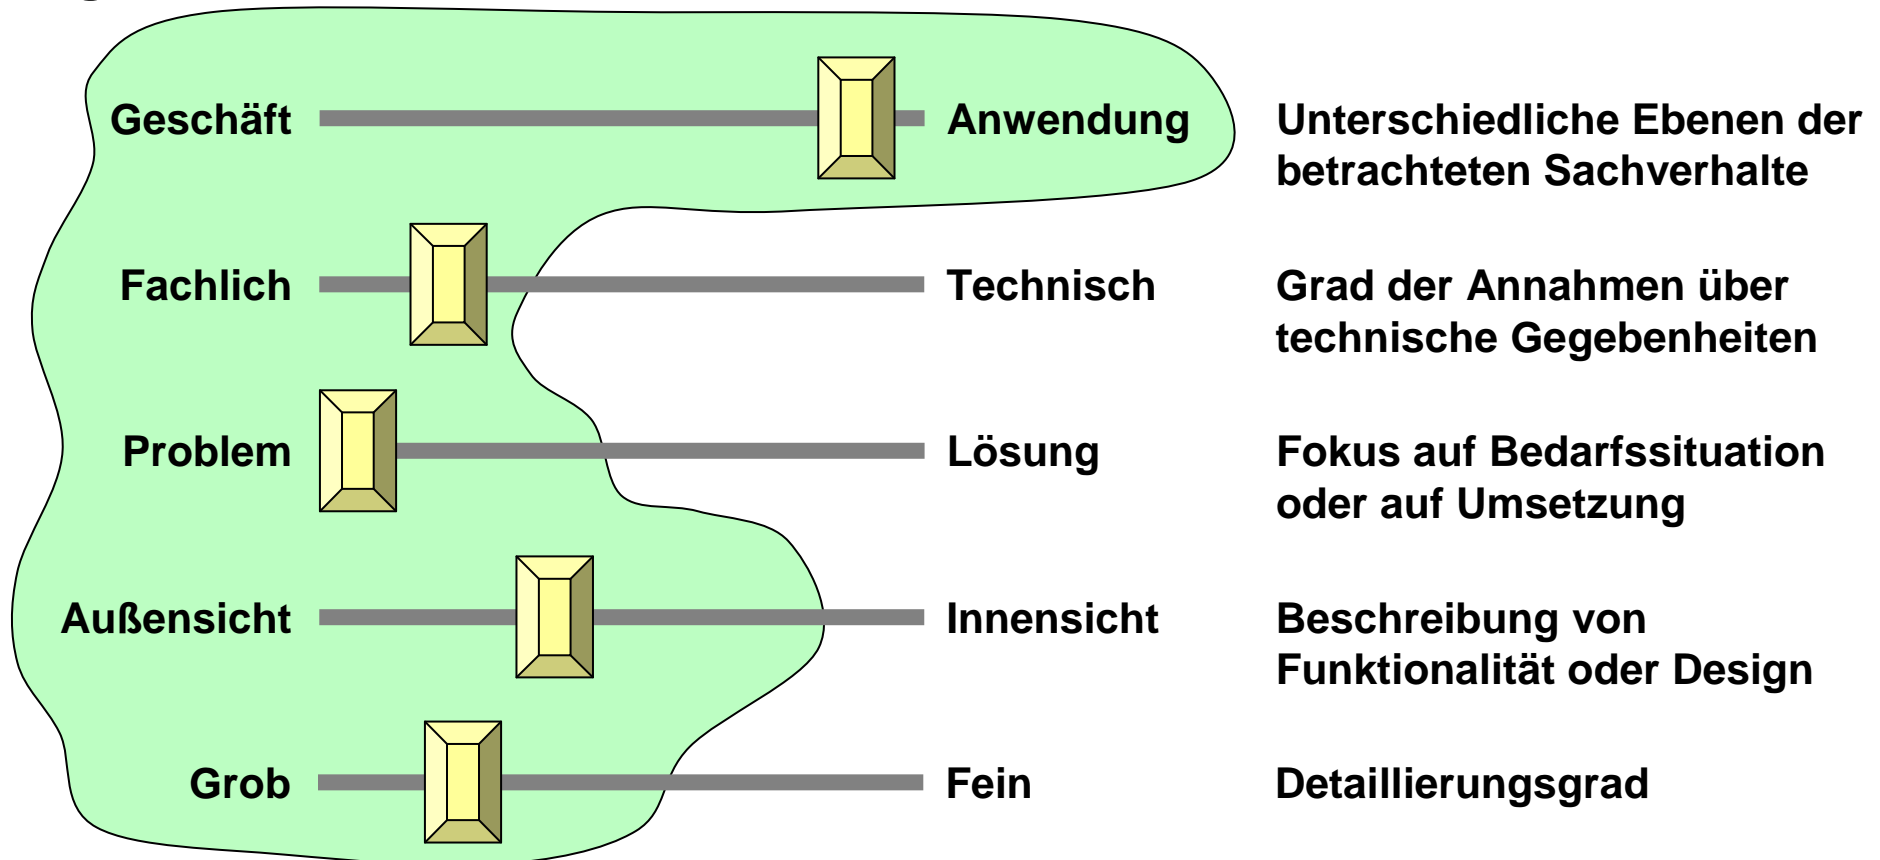 Geschäft Anwendung Unterschiedliche Ebenen der
betrachteten Sachverhalte
Fachlich Technisch Grad der Annahmen über
technische Gegebenheiten
Problem Lösung Fokus auf Bedarfssituation
oder auf Umsetzung
Außensicht Innensicht Beschreibung von
Funktionalität oder Design
Grob Fein Detaillierungsgrad